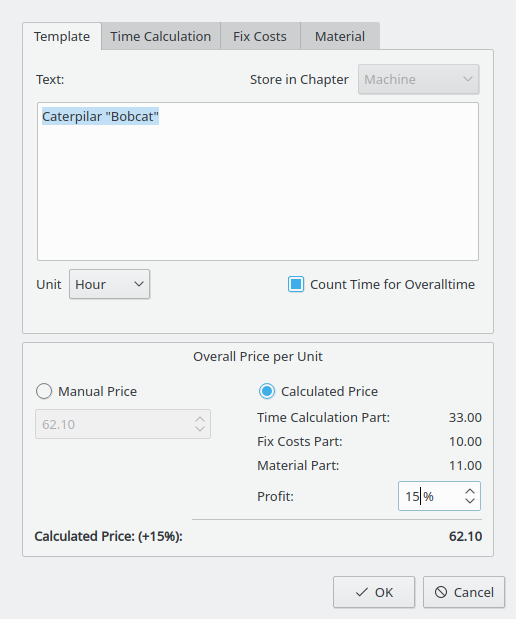 Template Time Calculation Fix Costs Material
Text: Store in Chapter Machine
Caterpilar "Bobcat"
Unit Hour Count Time for Overalltime
Overall Price per Unit
Manual Price Calculated Price
62.10 Time Calculation Part: 33.00
Fix Costs Part: 10.00
Material Part: 11.00
Profit: 15 %
Calculated Price: (+15%): 62.10
OK Cancel